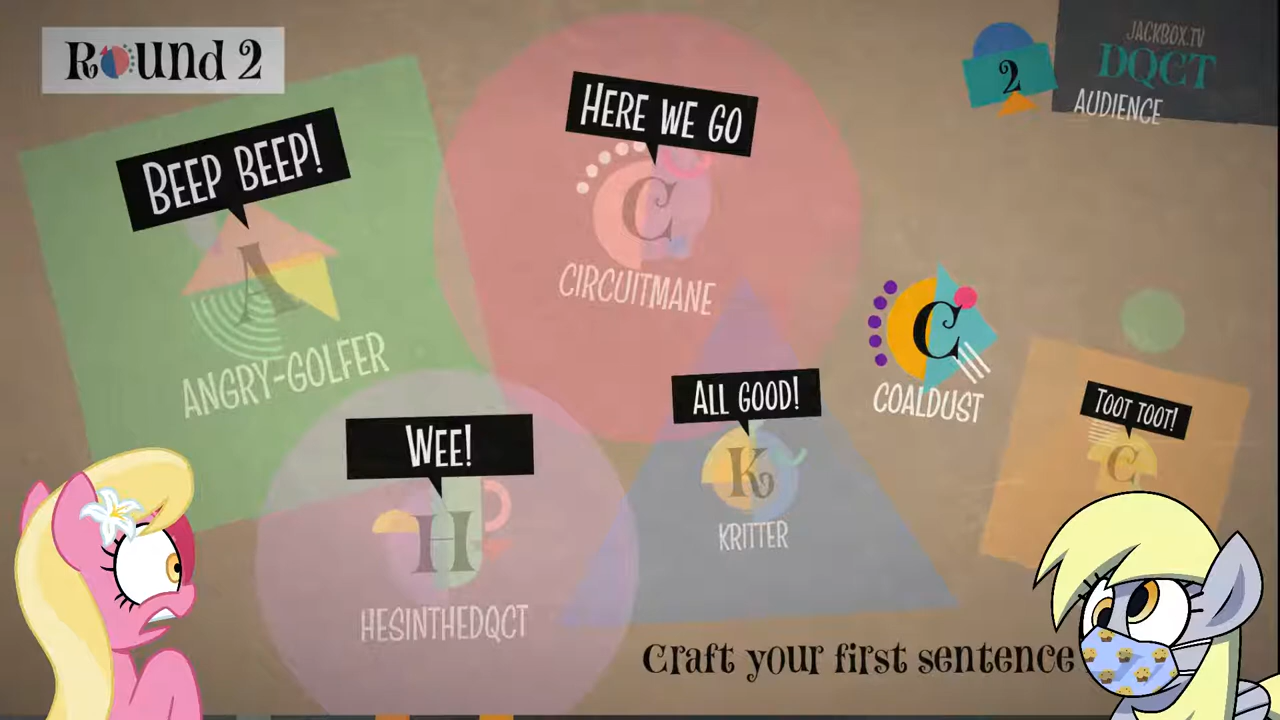 Round 2
BEEP BEEP!
A
ANGRY-GOLFER
HERE WE GO
C
CIRCUITMANE
2
JACKBOX.TV
DQCT
AUDIENCE
C
COALDUST
WEE!
H
HESINTHEDQCT
ALL GOOD!
K
KRITTER
TOOT TOOT!
C
Craft your first sentence